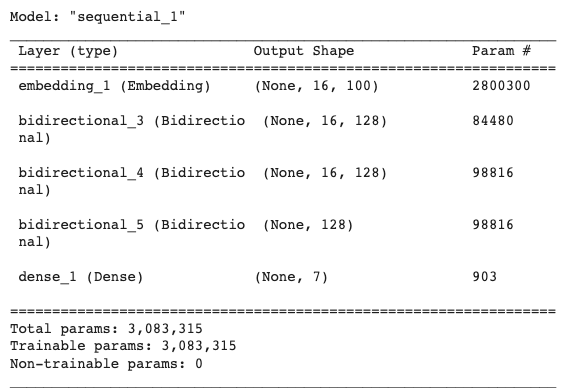 Model: "sequential_1"
Layer (type) Output Shape Param #
embedding_1 (Embedding) (None, 16, 100) 2800300
bidirectional_3 (Bidirectio (None, 16, 128) 84480
nal)
bidirectional_4 (Bidirectio (None, 16, 128) 98816
nal)
bidirectional_5 (Bidirectio (None, 128) 98816
nal)
dense_1 (Dense) (None, 7) 903
Total params: 3,083,315
Trainable params: 3,083,315
Non-trainable params: 0